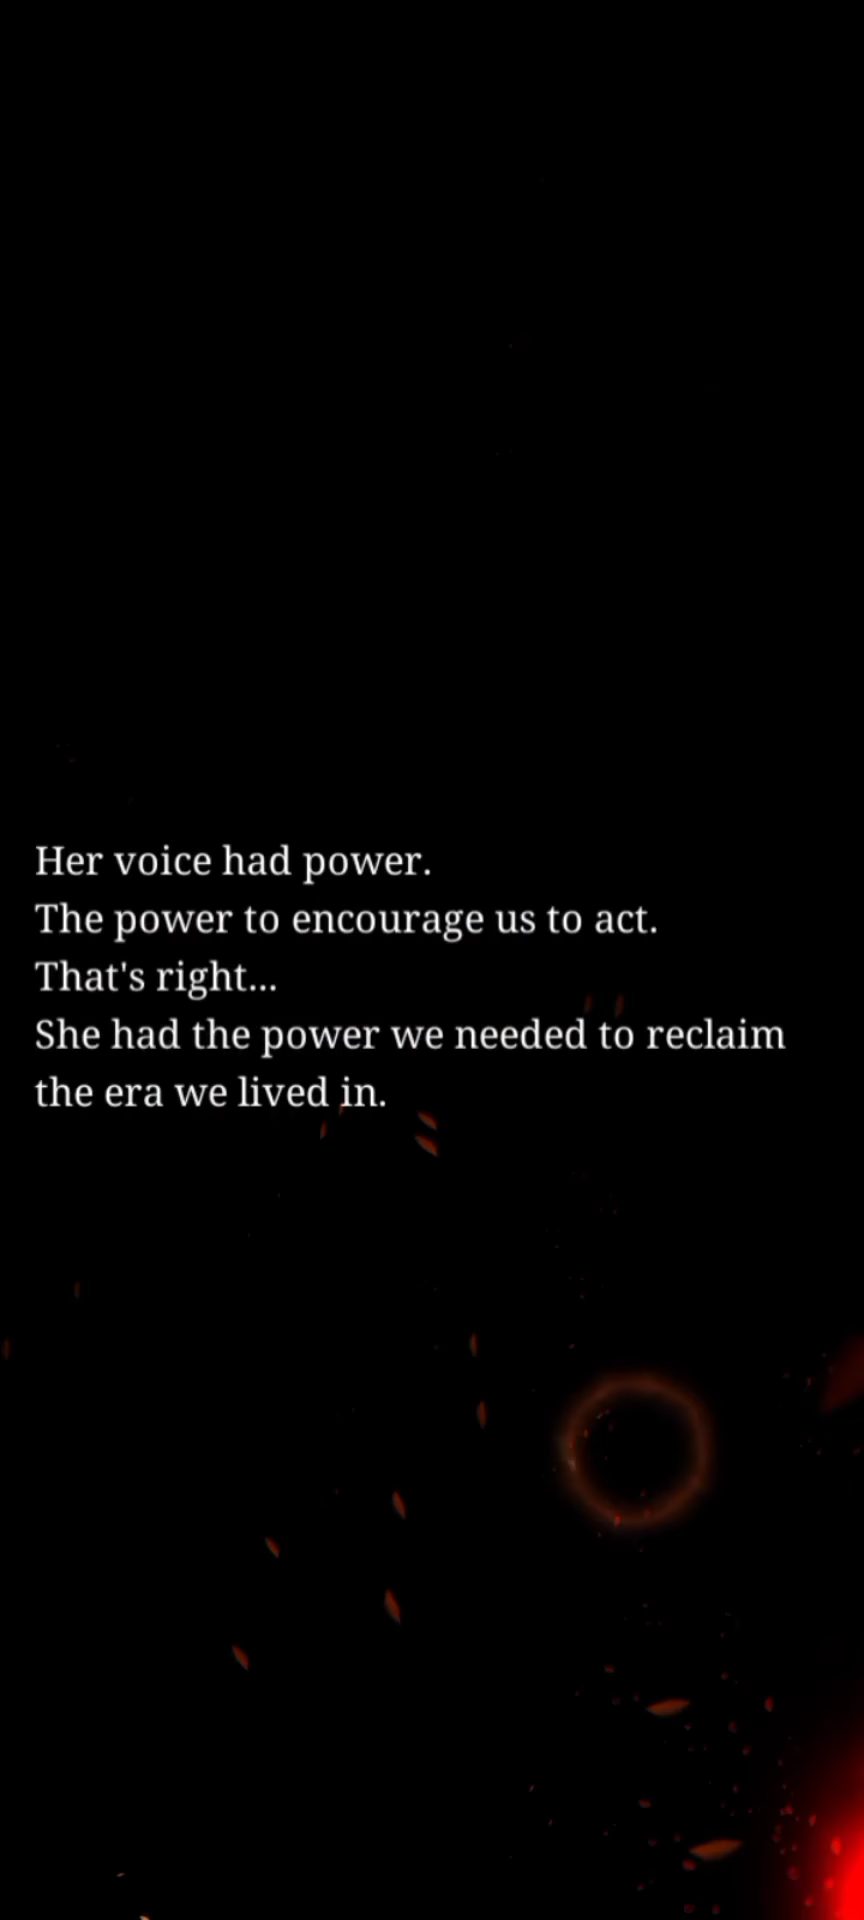 Her voice had power.
The power to encourage us to act.
That's right...
She had the power we needed to reclaim
the era we lived in.